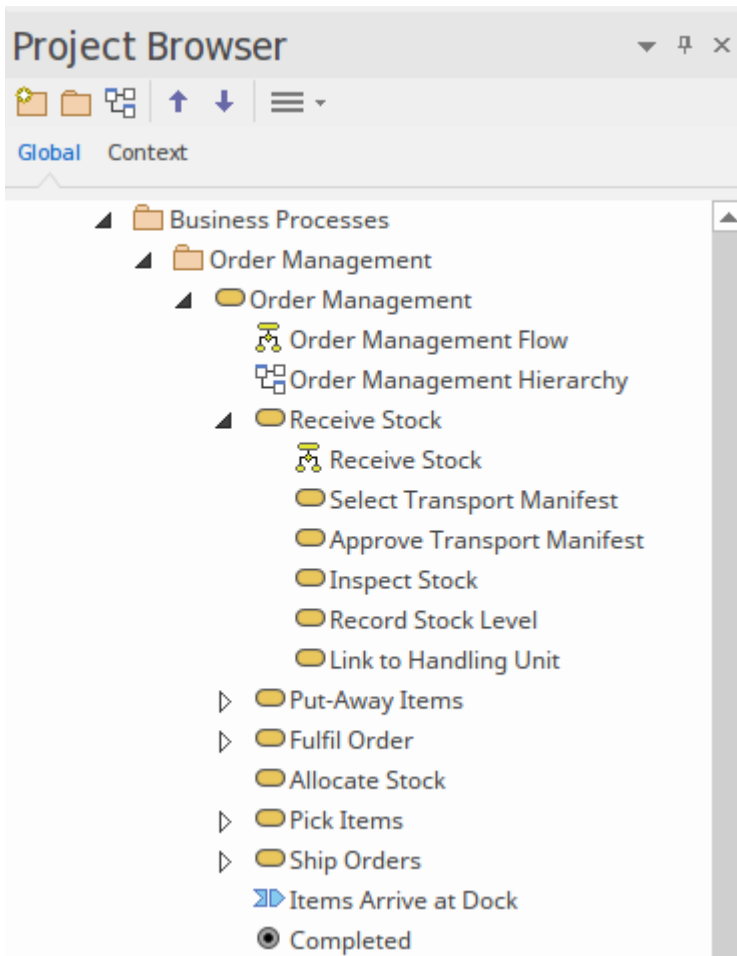 Project Browser
Global Context
Business Processes
Order Management
Order Management
Order Management Flow
Order Management Hierarchy
Receive Stock
Receive Stock
Select Transport Manifest
Approve Transport Manifest
Inspect Stock
Record Stock Level
Link to Handling Unit
Put-Away Items
Fulfil Order
Allocate Stock
Pick Items
Ship Orders
Items Arrive at Dock
Completed